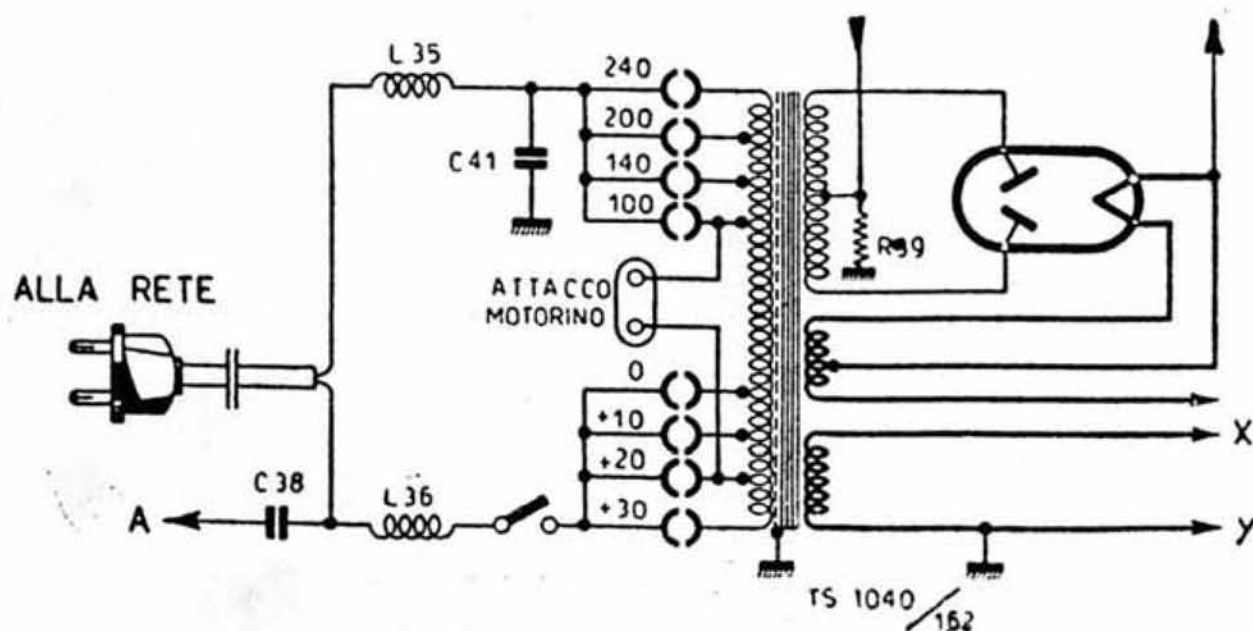 L 35
240
200
C 41
140
100
R 99
ALLA RETE
ATTACCO
MOTORINO
0
+10
X
+20
C 38
L 36
A
+30
Y
TS 1040/162